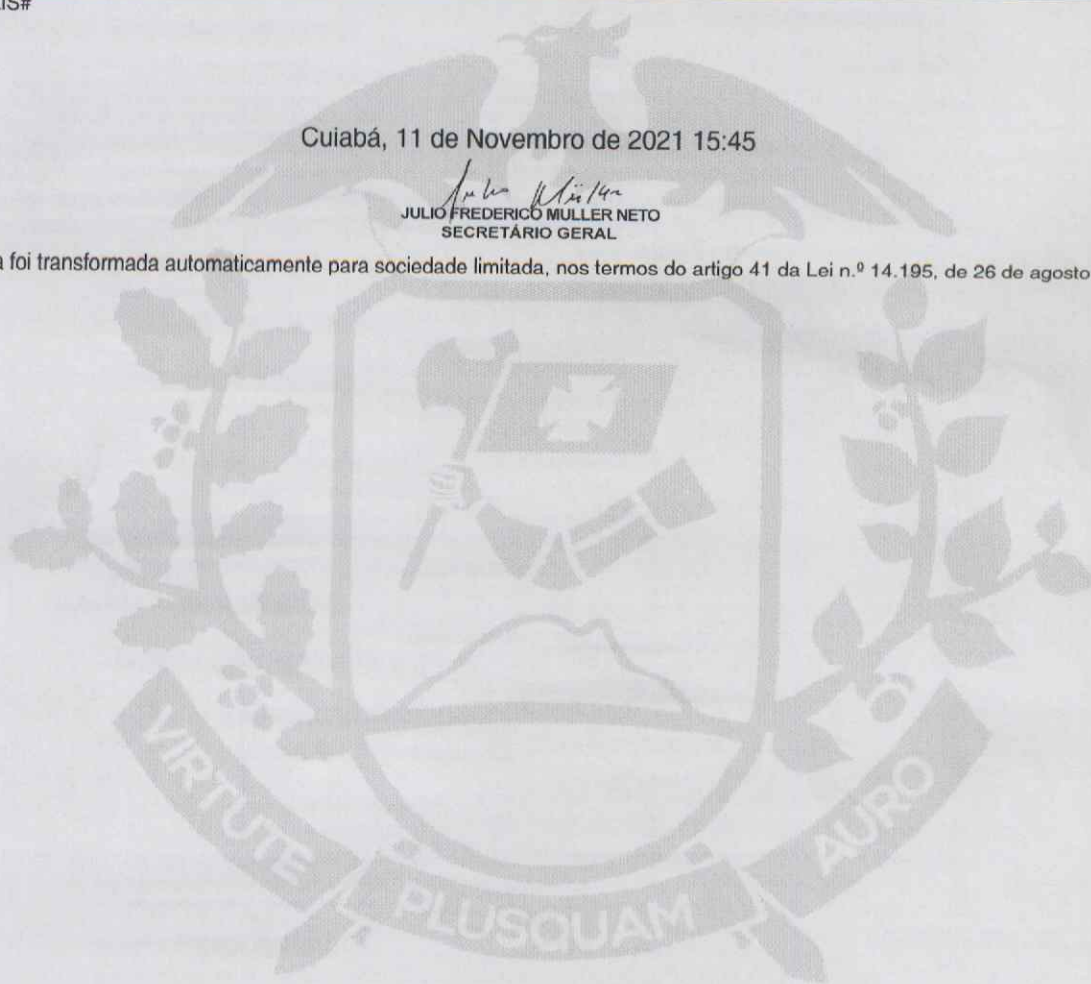 IS#
Cuiabá, 11 de Novembro de 2021 15:45
JULIO FREDERICO MULLER NETO
SECRETÁRIO GERAL
a foi transformada automaticamente para sociedade limitada, nos termos do artigo 41 da Lei n.º 14.195, de 26 de agosto
VIRTUTE PLUSQUAM AURO